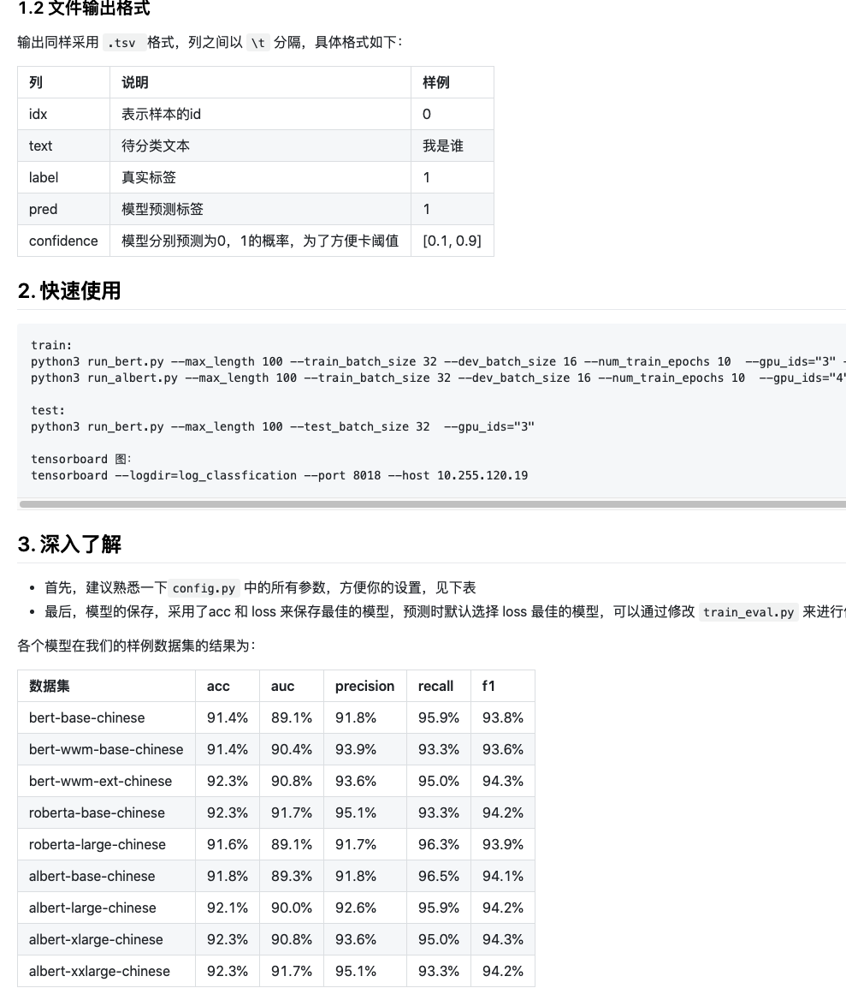 1.2 文件输出格式
输出同样采用 .tsv 格式，列之间以 \t 分隔，具体格式如下：
列 说明 样例
idx 表示样本的id 0
text 待分类文本 我是谁
label 真实标签 1
pred 模型预测标签 1
confidence 模型分别预测为0，1的概率，为了方便卡阈值 [0.1, 0.9]
2. 快速使用
train:
python3 run_bert.py --max_length 100 --train_batch_size 32 --dev_batch_size 16 --num_train_epochs 10  --gpu_ids="3" -
python3 run_albert.py --max_length 100 --train_batch_size 32 --dev_batch_size 16 --num_train_epochs 10  --gpu_ids="4"
test:
python3 run_bert.py --max_length 100 --test_batch_size 32  --gpu_ids="3"
tensorboard 图：
tensorboard --logdir=log_classfication --port 8018 --host 10.255.120.19
3. 深入了解
• 首先，建议熟悉一下config.py 中的所有参数，方便你的设置，见下表
• 最后，模型的保存，采用了acc 和 loss 来保存最佳的模型，预测时默认选择 loss 最佳的模型，可以通过修改 train_eval.py 来进行
各个模型在我们的样例数据集的结果为：
数据集 acc auc precision recall f1
bert-base-chinese 91.4% 89.1% 91.8% 95.9% 93.8%
bert-wwm-base-chinese 91.4% 90.4% 93.9% 93.3% 93.6%
bert-wwm-ext-chinese 92.3% 90.8% 93.6% 95.0% 94.3%
roberta-base-chinese 92.3% 91.7% 95.1% 93.3% 94.2%
roberta-large-chinese 91.6% 89.1% 91.7% 96.3% 93.9%
albert-base-chinese 91.8% 89.3% 91.8% 96.5% 94.1%
albert-large-chinese 92.1% 90.0% 92.6% 95.9% 94.2%
albert-xlarge-chinese 92.3% 90.8% 93.6% 95.0% 94.3%
albert-xxlarge-chinese 92.3% 91.7% 95.1% 93.3% 94.2%